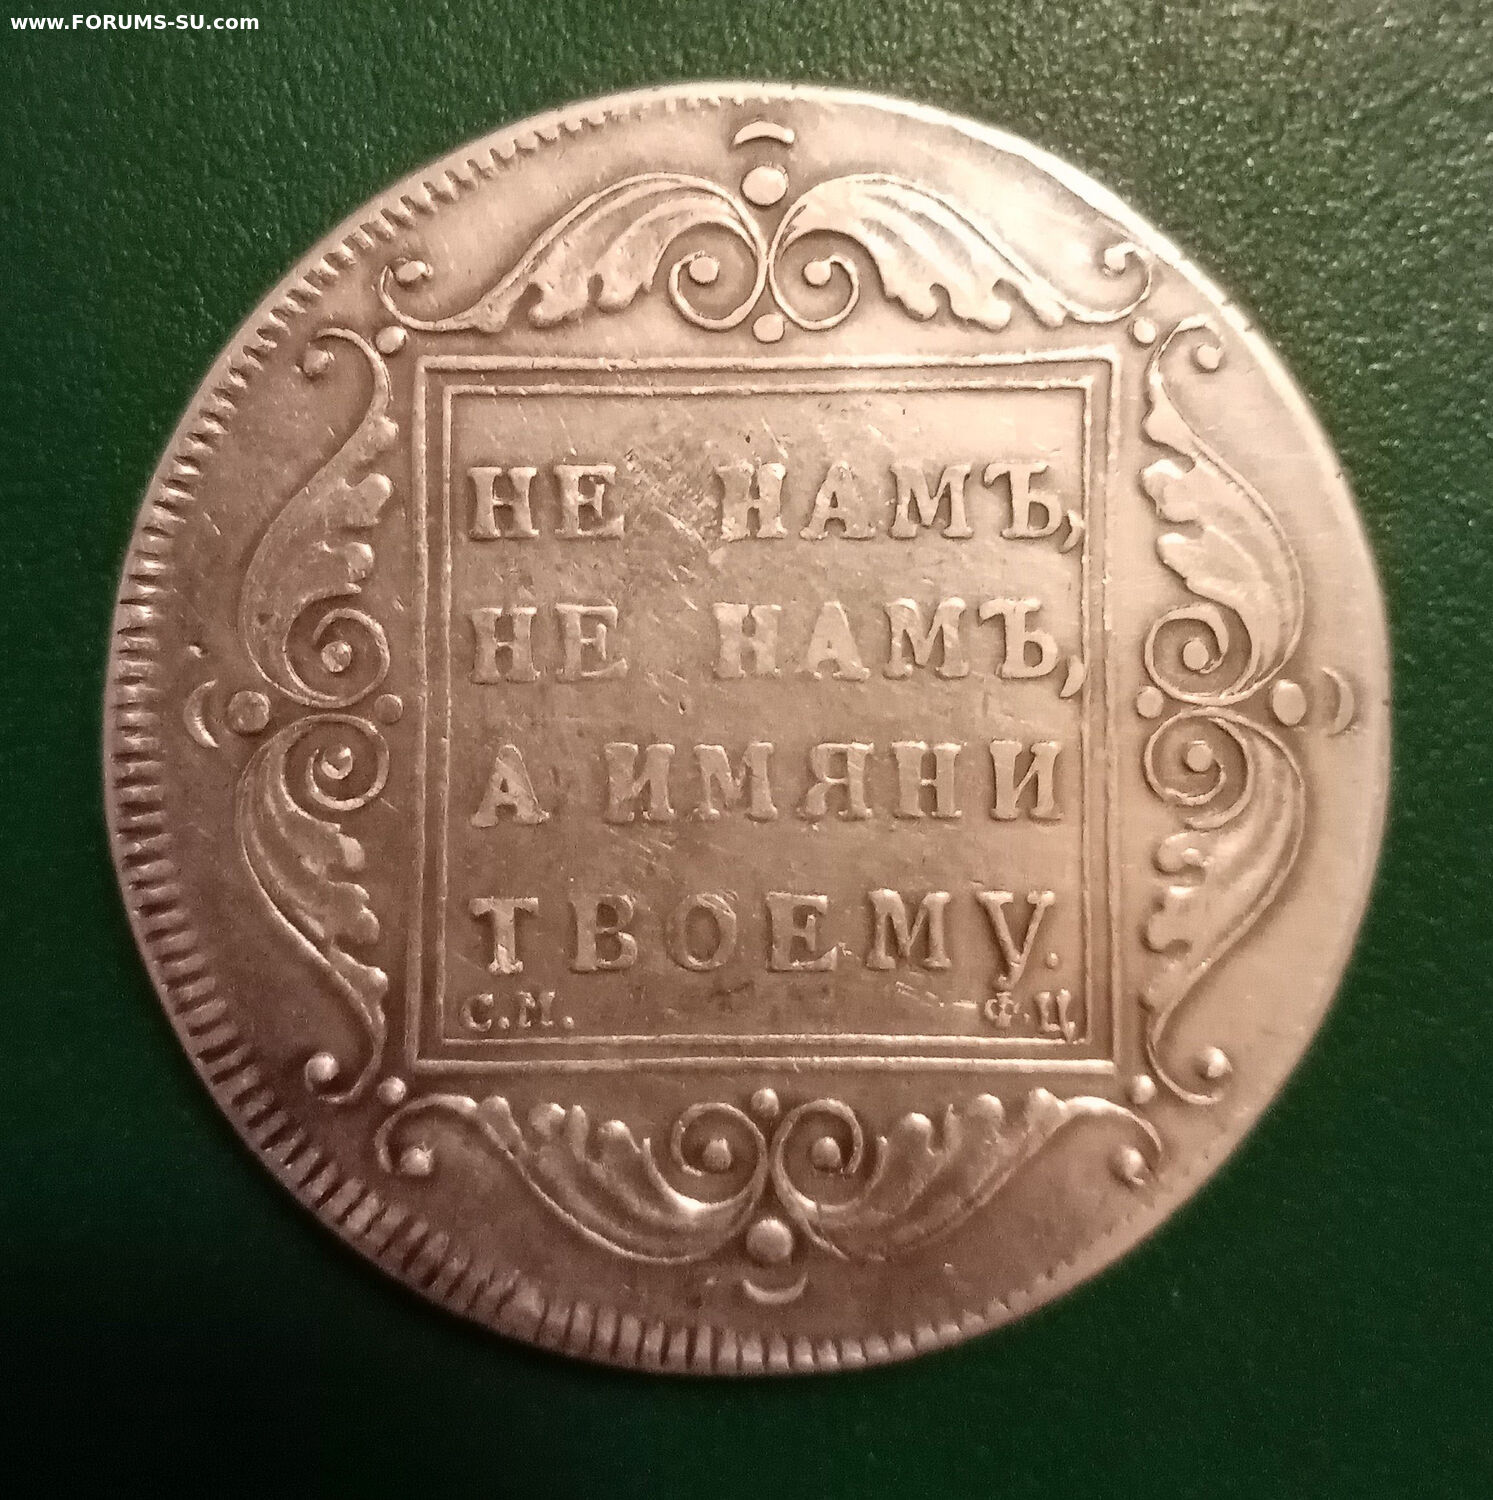 www.FORUMS-SU.com
НЕ НАМЪ,
НЕ НАМЪ,
А ИМЯНИ
ТВОЕМУ.
С.М. Ф.Ц